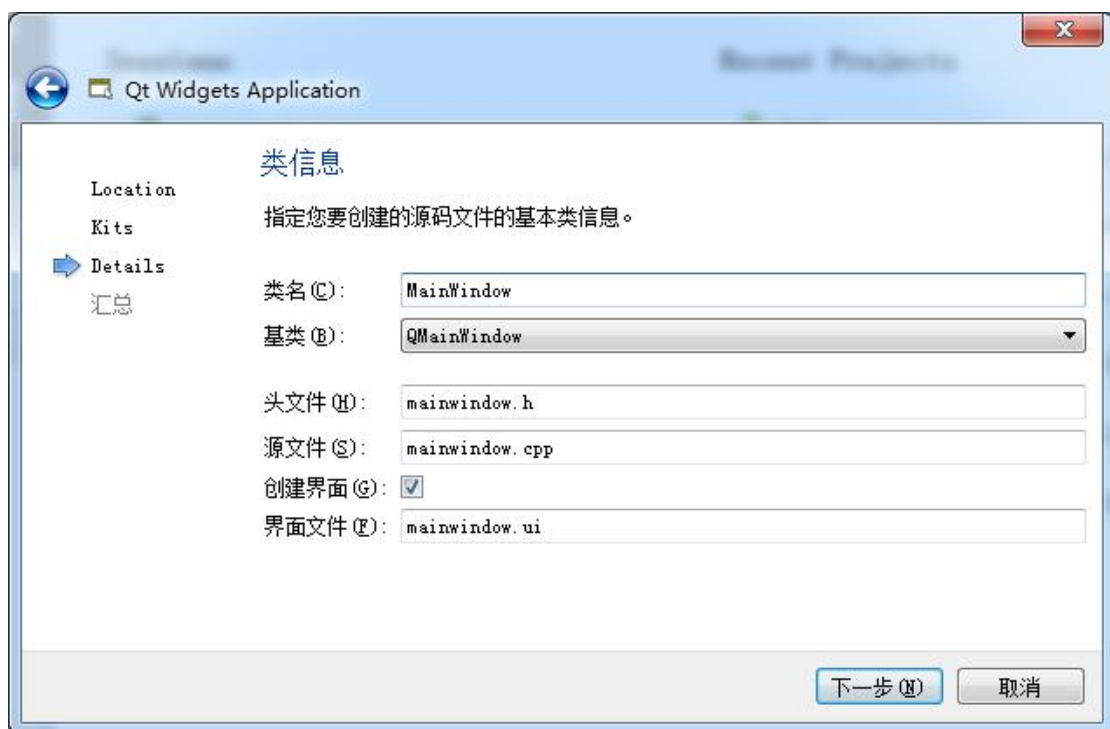 Recent Projects
Qt Widgets Application
Location
Kits
Details
汇总
类信息
指定您要创建的源码文件的基本类信息。
类名(C): MainWindow
基类(B): QMainWindow
头文件(H): mainwindow.h
源文件(S): mainwindow.cpp
创建界面(G):
界面文件(F): mainwindow.ui
下一步(N) 取消